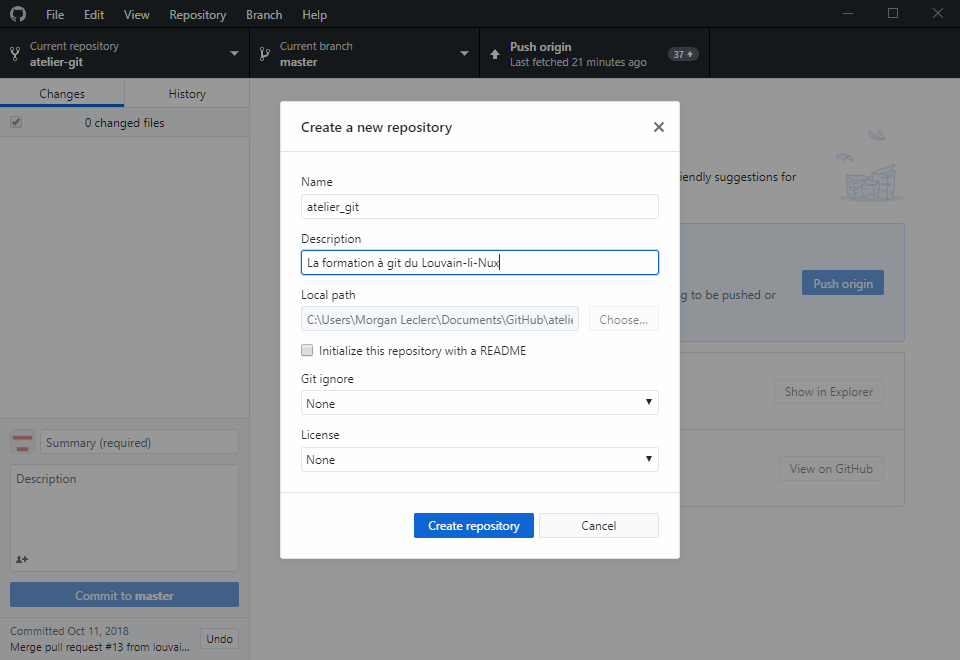 File Edit View Repository Branch Help
Current repository
atelier-git
Current branch
master
Push origin
Last fetched 21 minutes ago
37
Changes History
0 changed files
Create a new repository
Name
atelier_git
Description
La formation à git du Louvain-li-Nux
Local path
C:\Users\Morgan Leclerc\Documents\GitHub\atelie
Choose...
Initialize this repository with a README
Git ignore
None
License
None
Create repository Cancel
iendly suggestions for
g to be pushed or
Push origin
Show in Explorer
View on GitHub
Summary (required)
Description
Commit to master
Committed Oct 11, 2018
Merge pull request #13 from louvai...
Undo